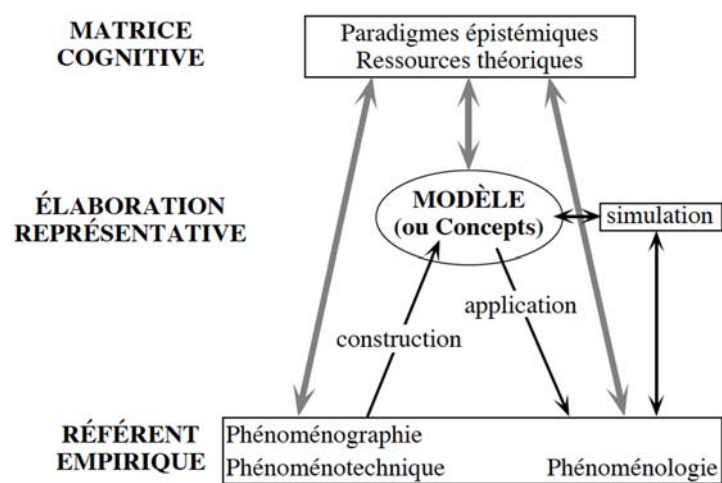 MATRICE
COGNITIVE
Paradigmes épistémiques
Ressources théoriques
ÉLABORATION
REPRÉSENTATIVE
MODÈLE
(ou Concepts)
simulation
application
construction
RÉFÉRENT
EMPIRIQUE
Phénoménographie
Phénoménotechnique
Phénoménologie